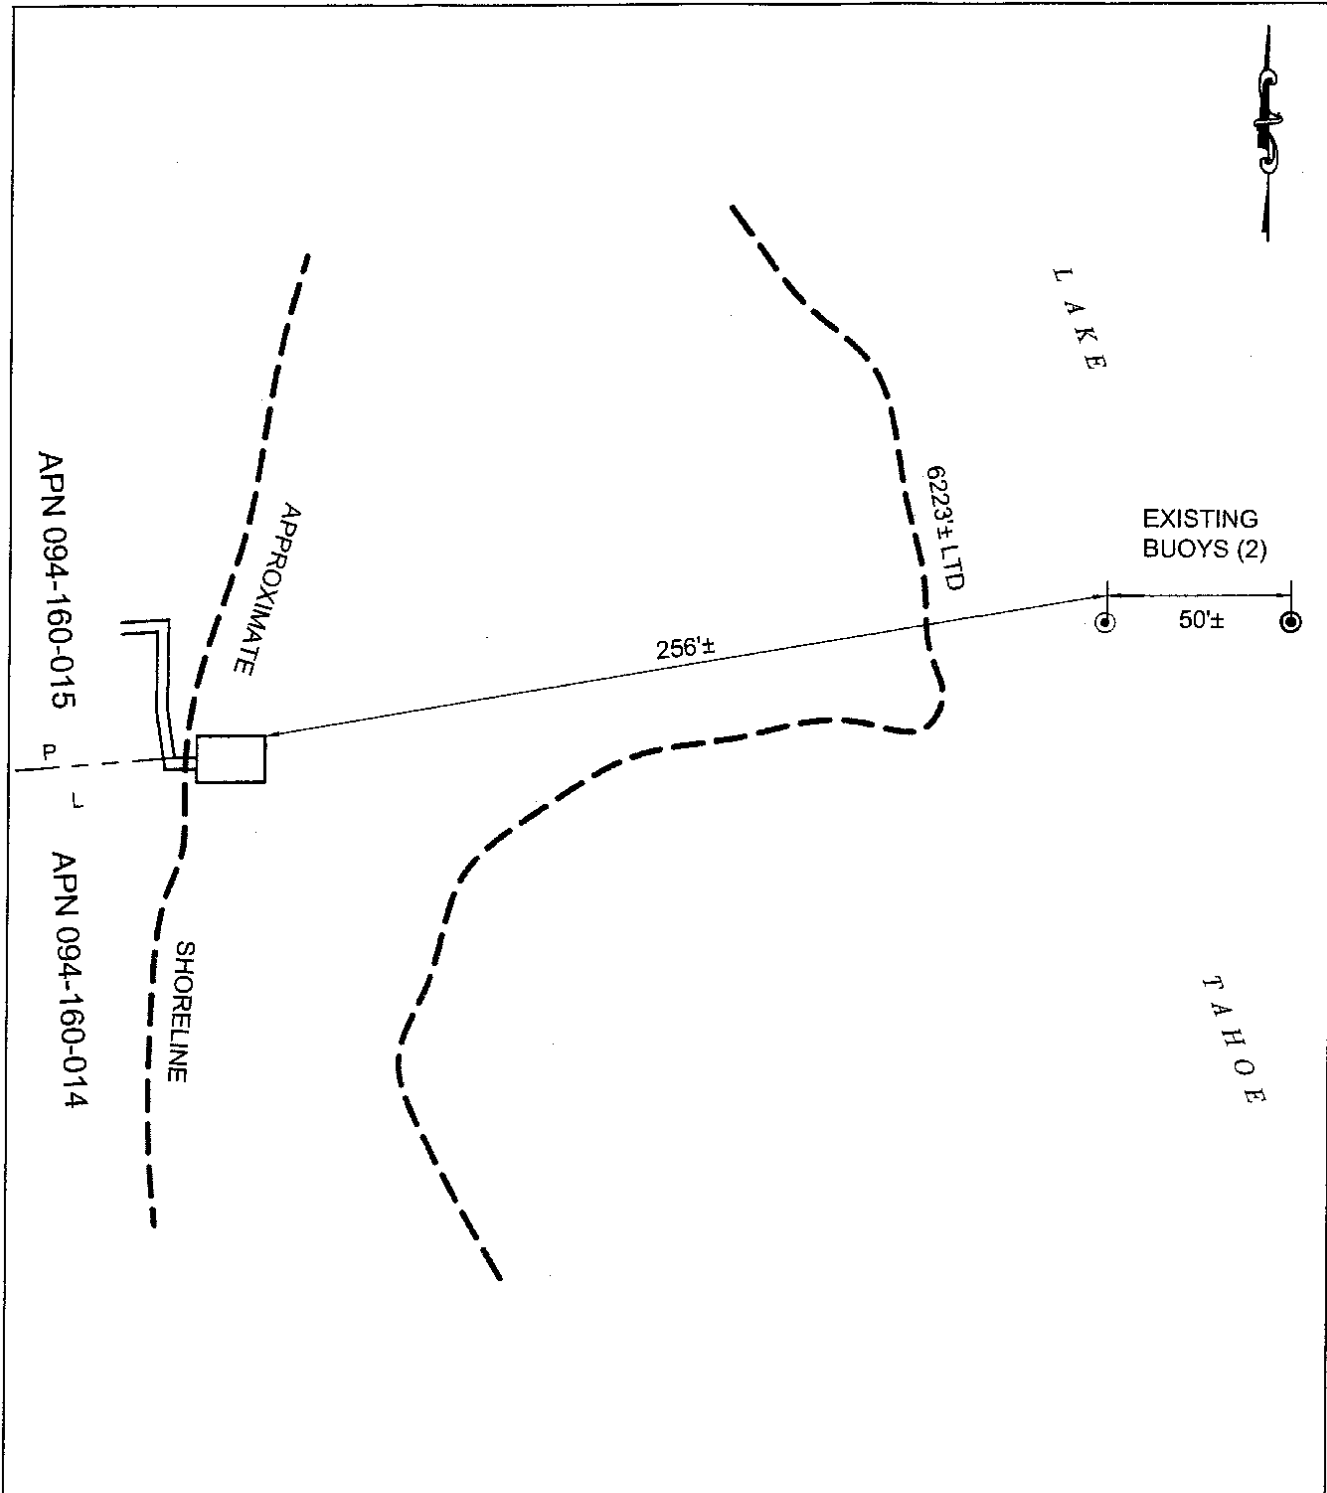 LAKE
EXISTING
BUOYS (2)
50'±
6223'± LTD
256'±
APPROXIMATE
APN 094-160-015
P
L
APN 094-160-014
SHORELINE
TAHOE